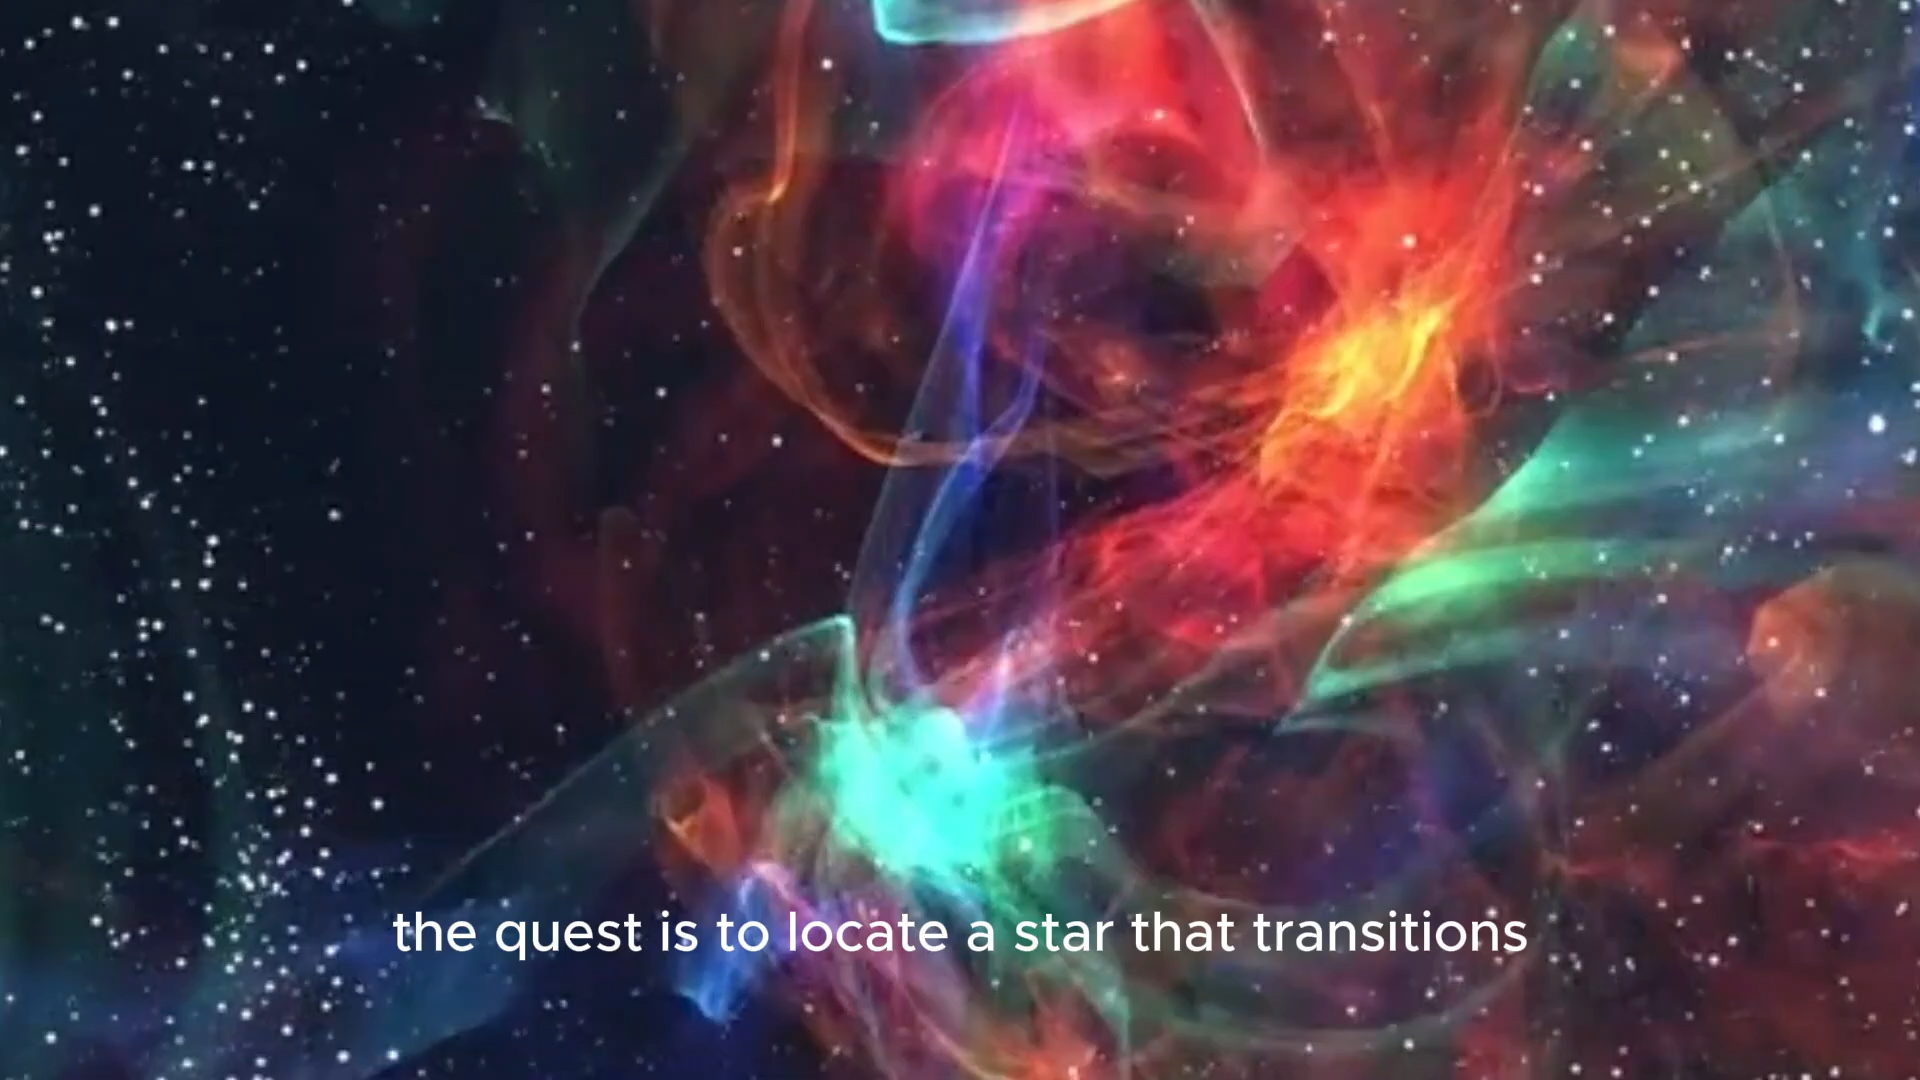 the quest is to locate a star that transitions